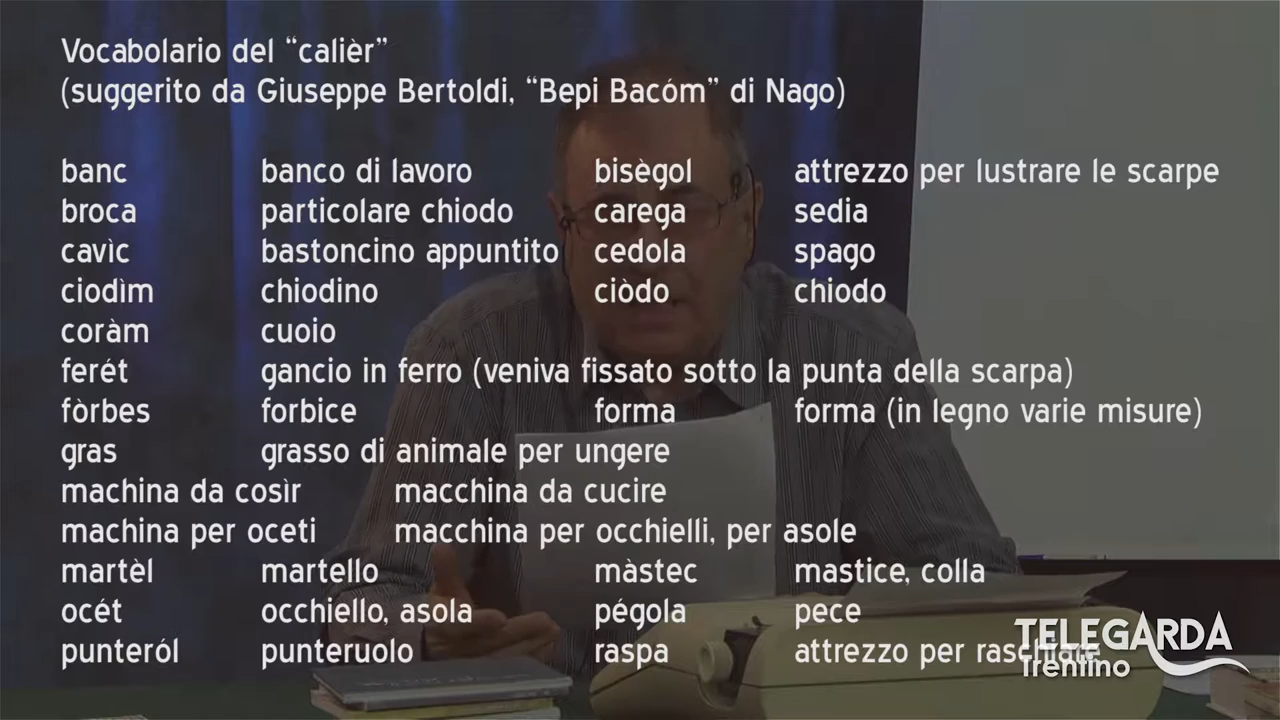 Vocabolario del “calièr”
(suggerito da Giuseppe Bertoldi, “Bepi Bacóm” di Nago)
banc banco di lavoro bisègol attrezzo per lustrare le scarpe
broca particolare chiodo carega sedia
cavìc bastoncino appuntito cedola spago
ciodìm chiodino ciòdo chiodo
coràm cuoio
ferét gancio in ferro (veniva fissato sotto la punta della scarpa)
fòrbes forbice forma forma (in legno varie misure)
gras grasso di animale per ungere
machina da cosìr macchina da cucire
machina per oceti macchina per occhielli, per asole
martèl martello màstec mastice, colla
océt occhiello, asola pégola pece
punteról punteruolo raspa attrezzo per
TELEGARDA
Trentino